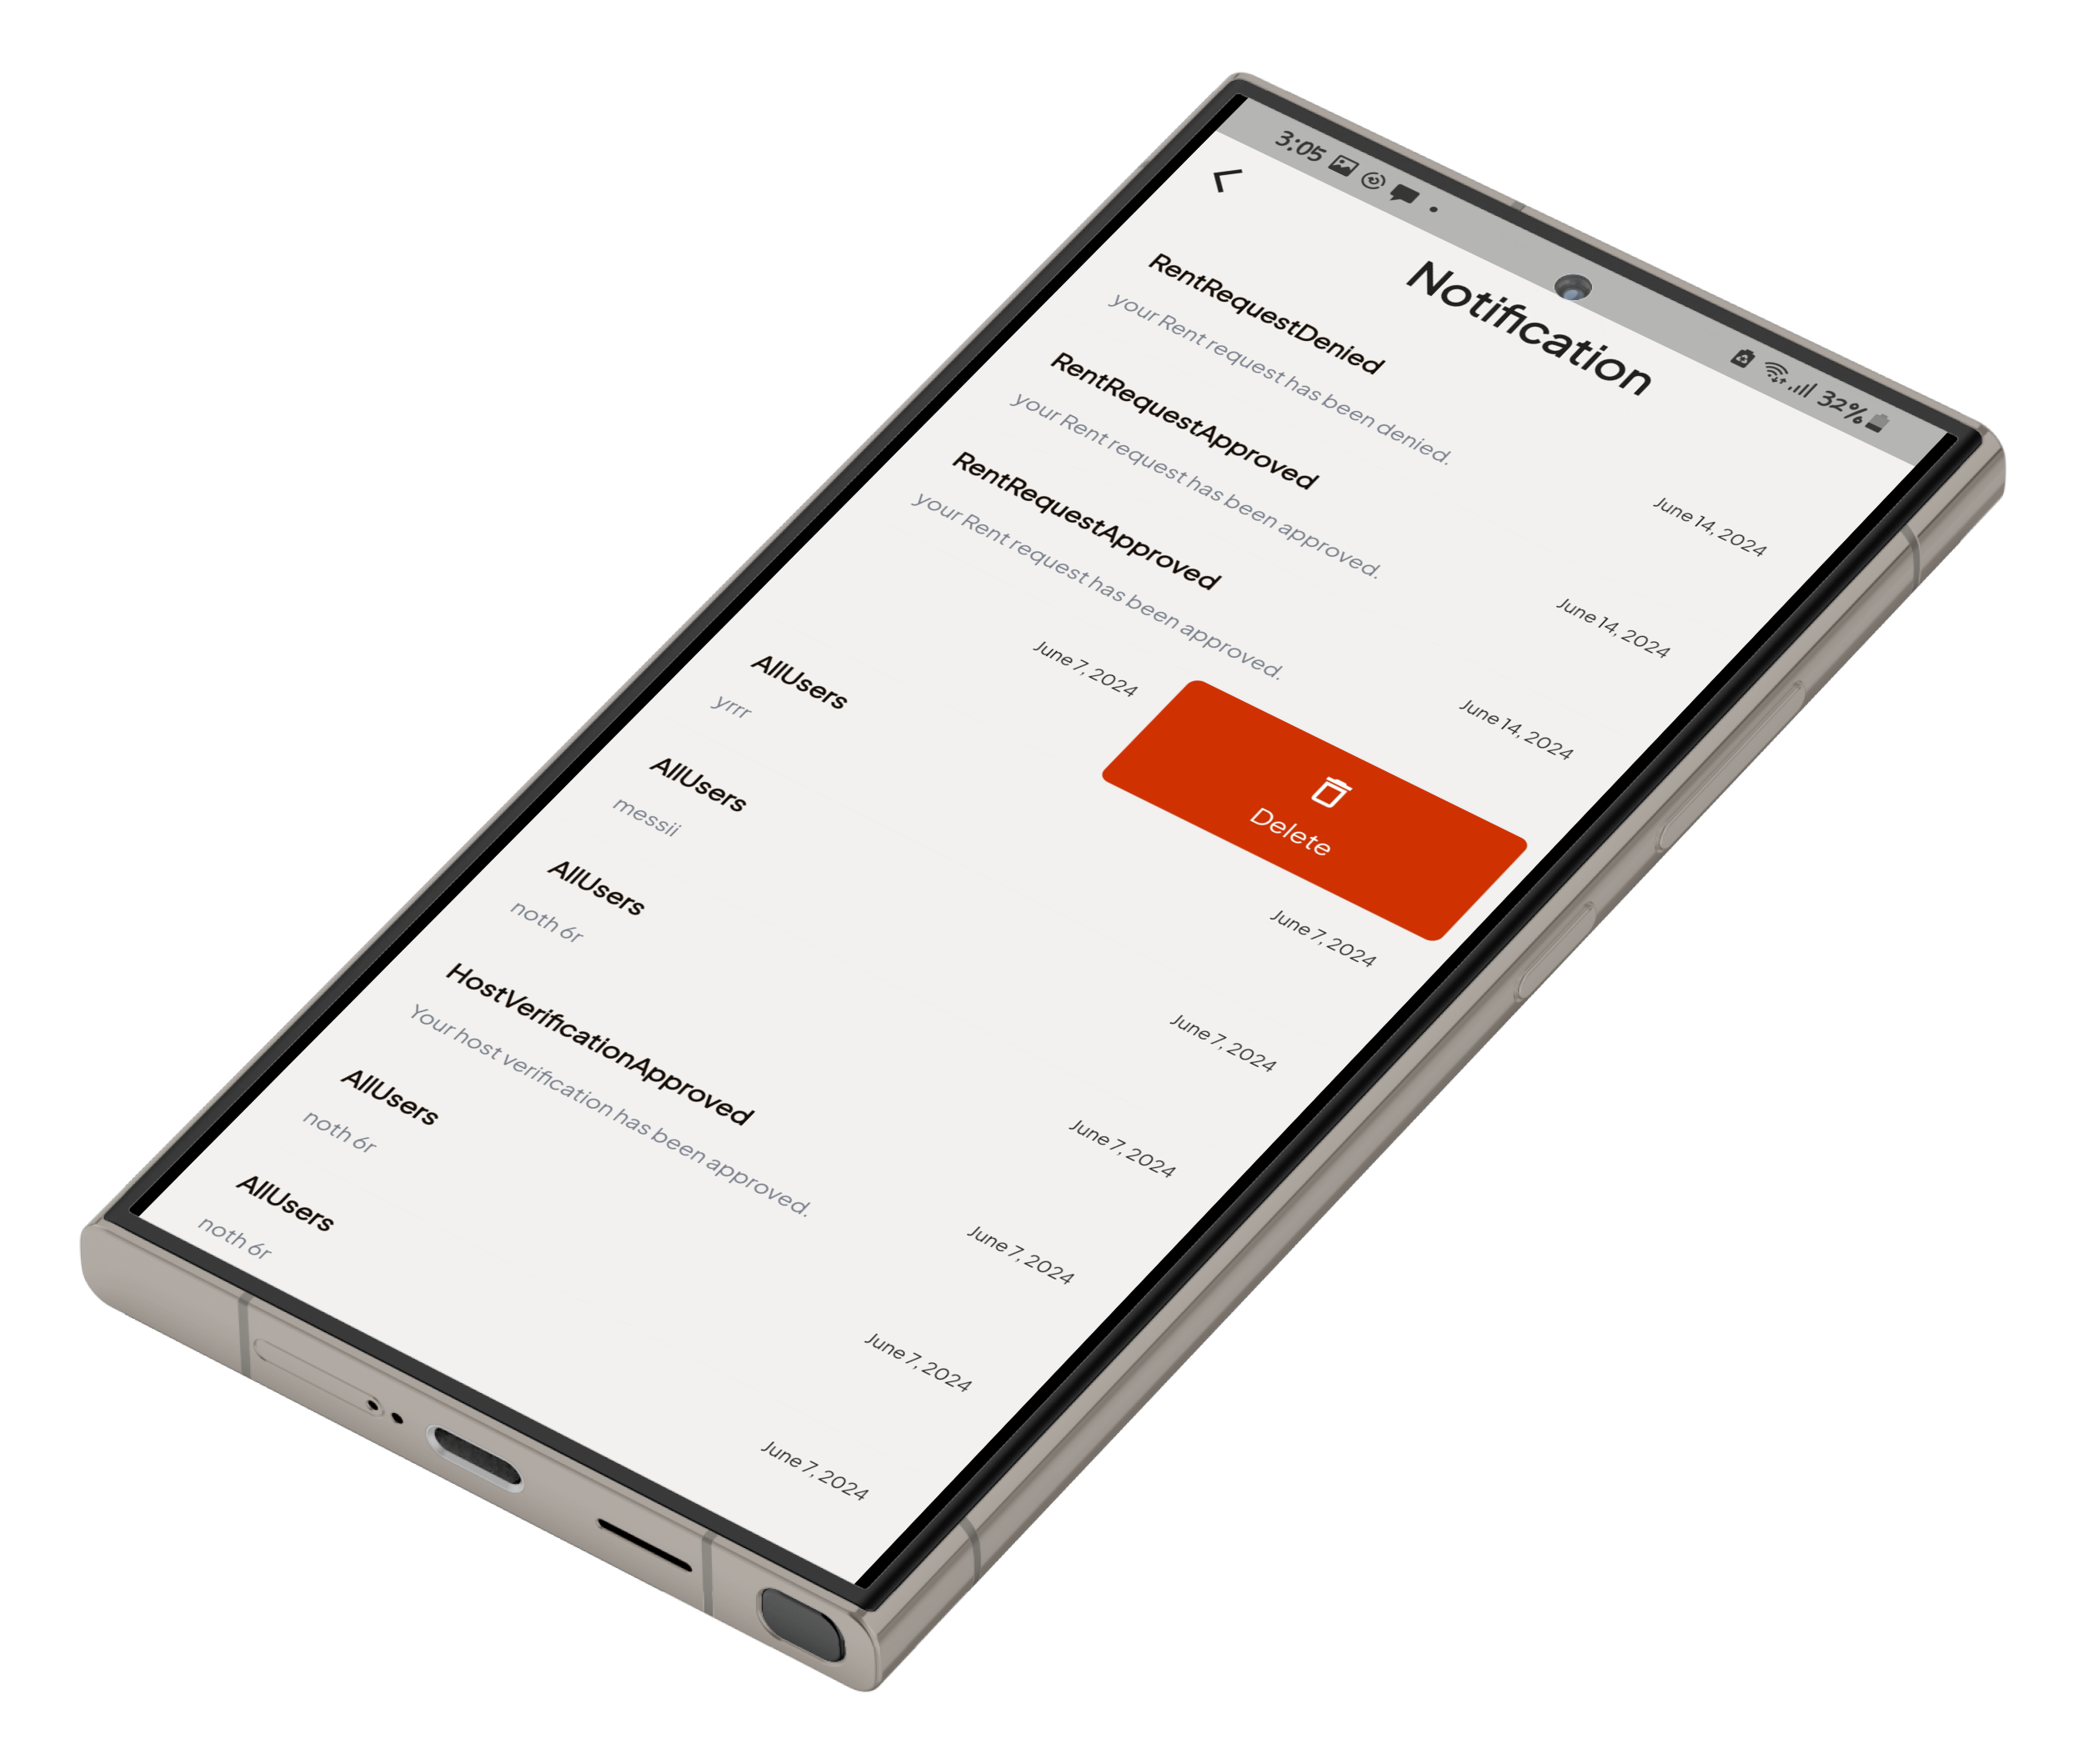 3:05 32%
Notification
RentRequestDenied
your Rent request has been denied.
June 14, 2024
RentRequestApproved
your Rent request has been approved.
June 14, 2024
RentRequestApproved
your Rent request has been approved.
June 14, 2024
June 7, 2024
Delete
AllUsers
yrrr
June 7, 2024
AllUsers
messii
June 7, 2024
AllUsers
noth 6r
June 7, 2024
HostVerificationApproved
Your host verification has been approved.
June 7, 2024
AllUsers
noth 6r
June 7, 2024
AllUsers
noth 6r
June 7, 2024